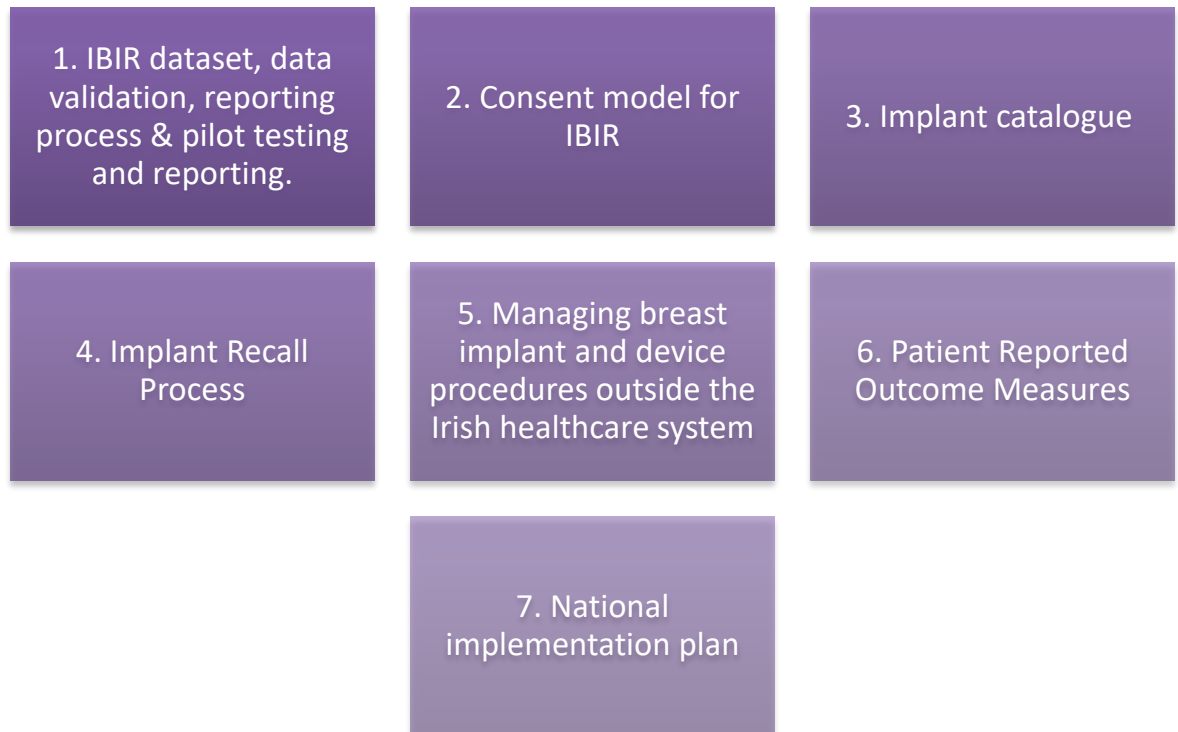 1. IBIR dataset, data
validation, reporting
process & pilot testing
and reporting.
2. Consent model for
IBIR
3. Implant catalogue
4. Implant Recall
Process
5. Managing breast
implant and device
procedures outside the
Irish healthcare system
6. Patient Reported
Outcome Measures
7. National
implementation plan